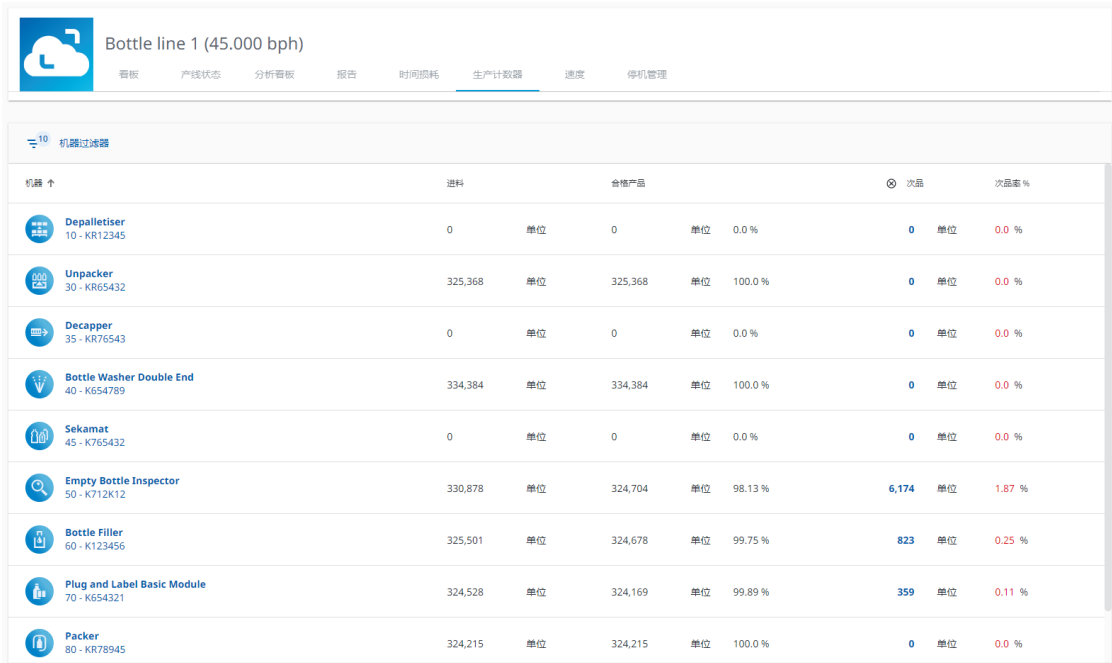 Bottle line 1 (45.000 bph)
看板 产线状态 分析看板 报告 时间损耗 生产计数器 速度 停机管理
10 机器过滤器
机器 进料 合格产品 次品 次品率 %
Depalletiser
10 - KR12345
0 单位 0 单位 0.0 % 0 单位 0.0 %
Unpacker
30 - KR65432
325,368 单位 325,368 单位 100.0 % 0 单位 0.0 %
Decapper
35 - KR76543
0 单位 0 单位 0.0 % 0 单位 0.0 %
Bottle Washer Double End
40 - K654789
334,384 单位 334,384 单位 100.0 % 0 单位 0.0 %
Sekamat
45 - K765432
0 单位 0 单位 0.0 % 0 单位 0.0 %
Empty Bottle Inspector
50 - K712K12
330,878 单位 324,704 单位 98.13 % 6,174 单位 1.87 %
Bottle Filler
60 - K123456
325,501 单位 324,678 单位 99.75 % 823 单位 0.25 %
Plug and Label Basic Module
70 - K654321
324,528 单位 324,169 单位 99.89 % 359 单位 0.11 %
Packer
80 - KR78945
324,215 单位 324,215 单位 100.0 % 0 单位 0.0 %